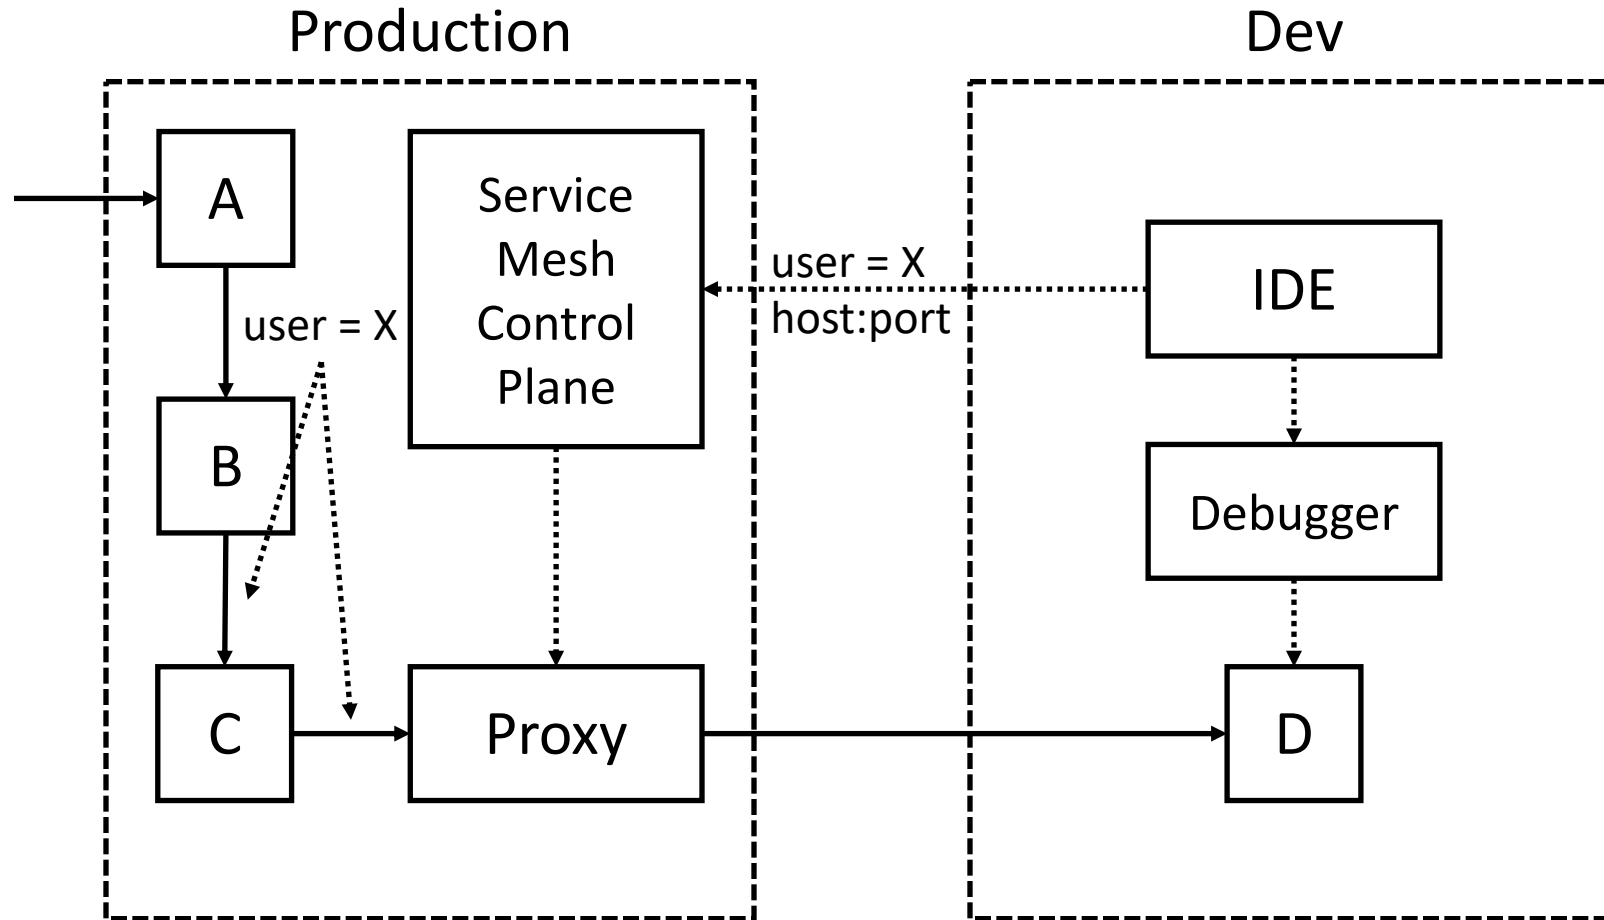 Production
Dev
A
Service
Mesh
Control
Plane
user = X
host:port
IDE
user = X
B
Debugger
C
Proxy
D